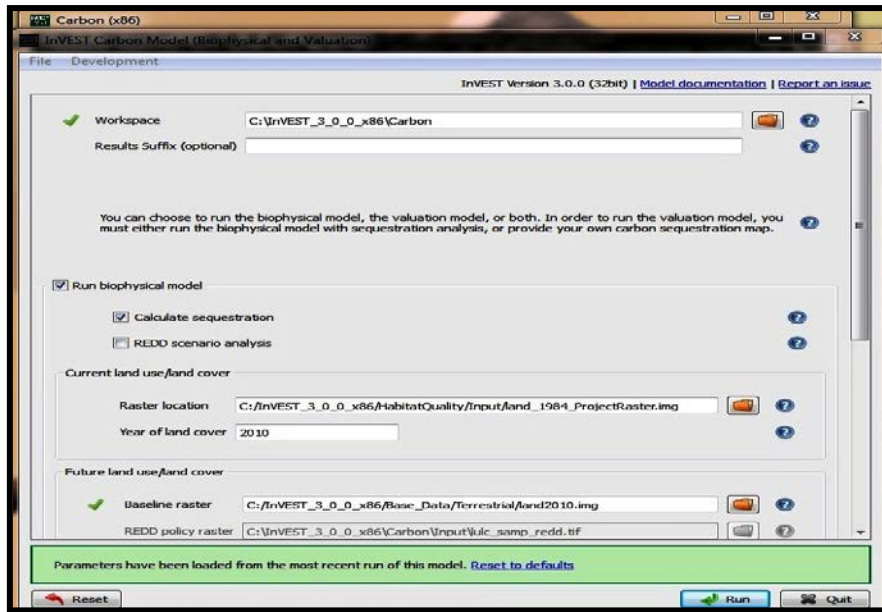 Carbon (x86)
InVEST Carbon Model (Biophysical and Valuation)
File Development
InVEST Version 3.0.0 (32bit) | Model documentation | Report an issue
Workspace C:\InVEST_3_0_0_x86\Carbon
Results Suffix (optional)
You can choose to run the biophysical model, the valuation model, or both. In order to run the valuation model, you
must either run the biophysical model with sequestration analysis, or provide your own carbon sequestration map.
Run biophysical model
Calculate sequestration
REDD scenario analysis
Current land use/land cover
Raster location C:/InVEST_3_0_0_x86/HabitatQuality/Input/land_1984_ProjectRaster.img
Year of land cover 2010
Future land use/land cover
Baseline raster C:/InVEST_3_0_0_x86/Base_Data/Terrestrial/land2010.img
REDD policy raster C:\InVEST_3_0_0_x86\Carbon\Input\lulc_samp_redd.tif
Parameters have been loaded from the most recent run of this model. Reset to defaults
Reset Run Quit